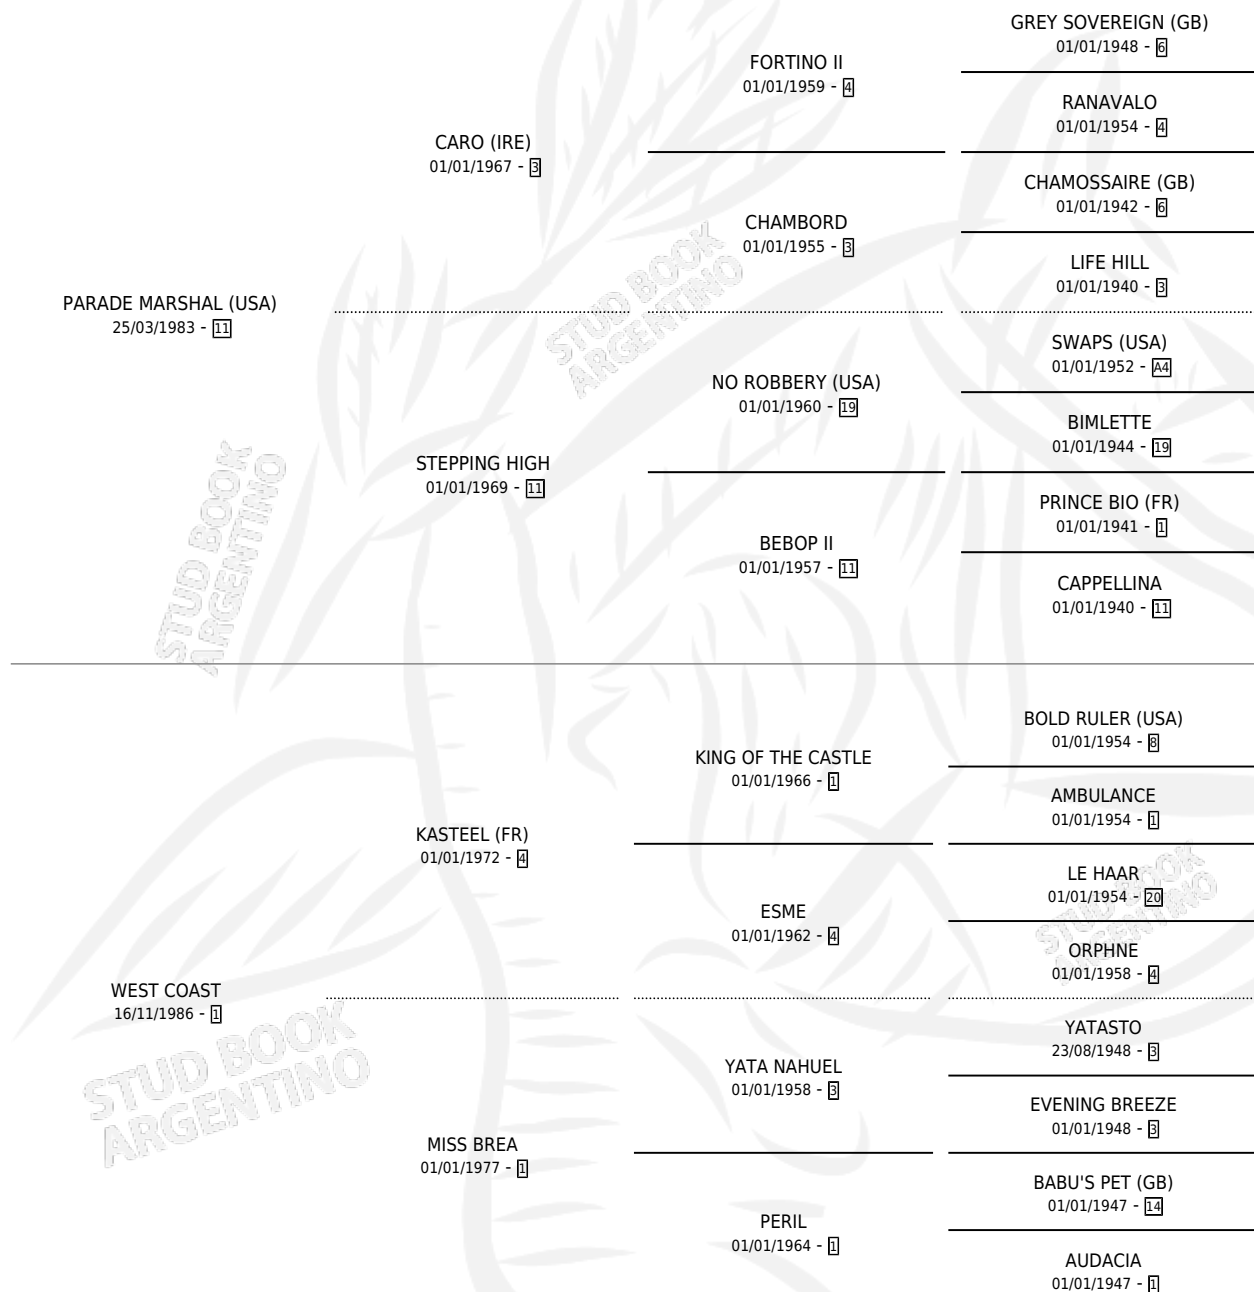 GREY SOVEREIGN (GB)
01/01/1948 - 6
FORTINO II
01/01/1959 - 4
RANAVALO
01/01/1954 - 4
CARO (IRE)
01/01/1967 - 3
CHAMOSSAIRE (GB)
01/01/1942 - 6
CHAMBORD
01/01/1955 - 3
LIFE HILL
01/01/1940 - 3
PARADE MARSHAL (USA)
25/03/1983 - 11
SWAPS (USA)
01/01/1952 - A4
NO ROBBERY (USA)
01/01/1960 - 19
BIMLETTE
01/01/1944 - 19
STEPPING HIGH
01/01/1969 - 11
PRINCE BIO (FR)
01/01/1941 - 1
BEBOP II
01/01/1957 - 11
CAPPELLINA
01/01/1940 - 11
BOLD RULER (USA)
01/01/1954 - 8
KING OF THE CASTLE
01/01/1966 - 1
AMBULANCE
01/01/1954 - 1
KASTEEL (FR)
01/01/1972 - 4
LE HAAR
01/01/1954 - 20
ESME
01/01/1962 - 4
ORPHNE
01/01/1958 - 4
WEST COAST
16/11/1986 - 1
YATASTO
23/08/1948 - 3
YATA NAHUEL
01/01/1958 - 3
EVENING BREEZE
01/01/1948 - 3
MISS BREA
01/01/1977 - 1
BABU'S PET (GB)
01/01/1947 - 14
PERIL
01/01/1964 - 1
AUDACIA
01/01/1947 - 1
STUD BOOK
ARGENTINO
STUD BOOK
ARGENTINO
STUD BOOK
ARGENTINO
STUD BOOK
ARGENTINO